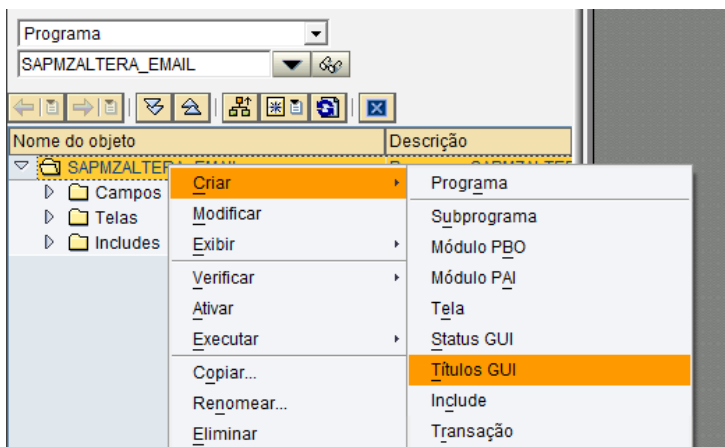 Programa
SAPMZALTERA_EMAIL
Nome do objeto Descrição
SAPMZALTERA_EMAIL
Campos
Telas
Includes
Criar
Modificar
Exibir
Verificar
Ativar
Executar
Copiar...
Renomear...
Eliminar
Programa
Subprograma
Módulo PBO
Módulo PAI
Tela
Status GUI
Títulos GUI
Include
Transação